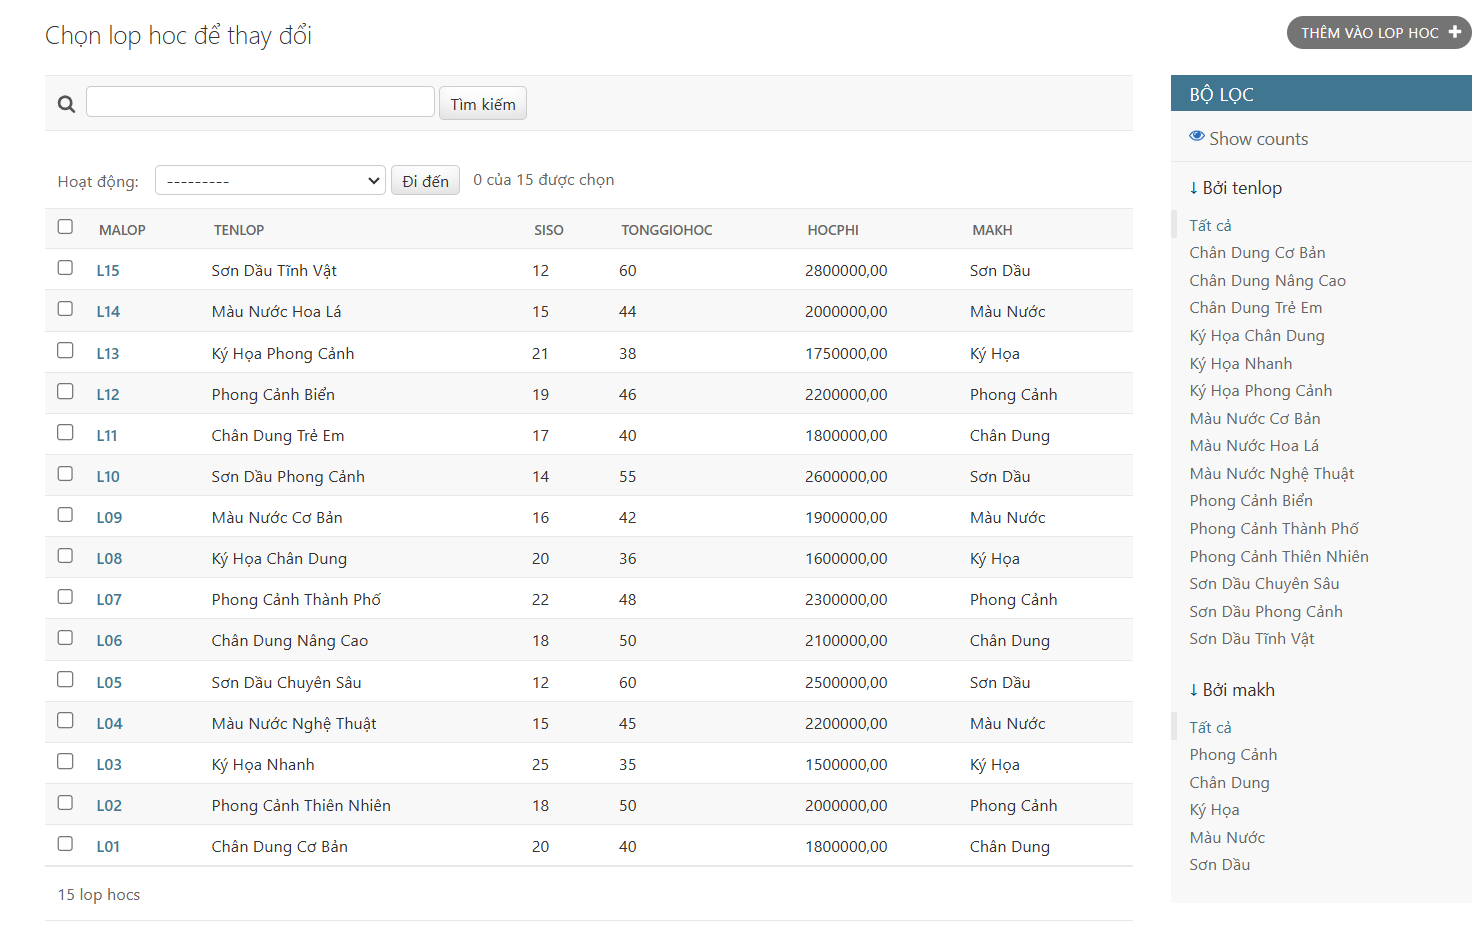 Chọn lop hoc để thay đổi
THÊM VÀO LOP HOC
Tìm kiếm
Hoạt động: --------- Đi đến 0 của 15 được chọn
MALOP TENLOP SISO TONGGIOHOC HOCPHI MAKH
L15 Sơn Dầu Tĩnh Vật 12 60 2800000,00 Sơn Dầu
L14 Màu Nước Hoa Lá 15 44 2000000,00 Màu Nước
L13 Ký Họa Phong Cảnh 21 38 1750000,00 Ký Họa
L12 Phong Cảnh Biển 19 46 2200000,00 Phong Cảnh
L11 Chân Dung Trẻ Em 17 40 1800000,00 Chân Dung
L10 Sơn Dầu Phong Cảnh 14 55 2600000,00 Sơn Dầu
L09 Màu Nước Cơ Bản 16 42 1900000,00 Màu Nước
L08 Ký Họa Chân Dung 20 36 1600000,00 Ký Họa
L07 Phong Cảnh Thành Phố 22 48 2300000,00 Phong Cảnh
L06 Chân Dung Nâng Cao 18 50 2100000,00 Chân Dung
L05 Sơn Dầu Chuyên Sâu 12 60 2500000,00 Sơn Dầu
L04 Màu Nước Nghệ Thuật 15 45 2200000,00 Màu Nước
L03 Ký Họa Nhanh 25 35 1500000,00 Ký Họa
L02 Phong Cảnh Thiên Nhiên 18 50 2000000,00 Phong Cảnh
L01 Chân Dung Cơ Bản 20 40 1800000,00 Chân Dung
15 lop hocs
BỘ LỌC
Show counts
↓ Bởi tenlop
Tất cả
Chân Dung Cơ Bản
Chân Dung Nâng Cao
Chân Dung Trẻ Em
Ký Họa Chân Dung
Ký Họa Nhanh
Ký Họa Phong Cảnh
Màu Nước Cơ Bản
Màu Nước Hoa Lá
Màu Nước Nghệ Thuật
Phong Cảnh Biển
Phong Cảnh Thành Phố
Phong Cảnh Thiên Nhiên
Sơn Dầu Chuyên Sâu
Sơn Dầu Phong Cảnh
Sơn Dầu Tĩnh Vật
↓ Bởi makh
Tất cả
Phong Cảnh
Chân Dung
Ký Họa
Màu Nước
Sơn Dầu